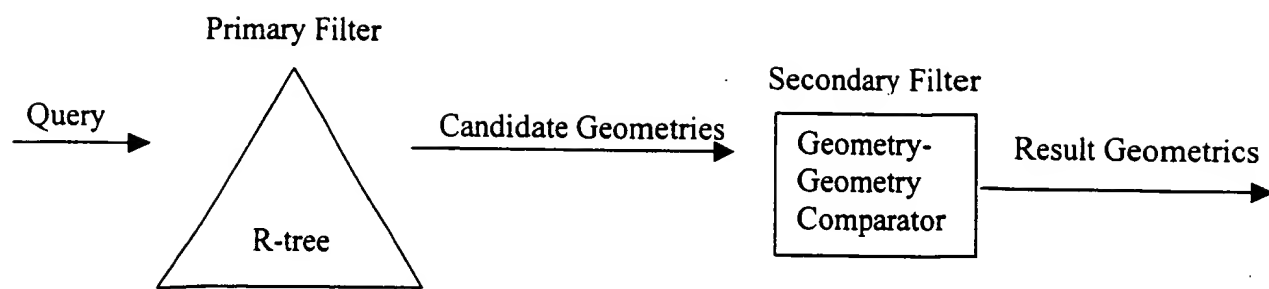 Primary Filter
Query
R-tree
Candidate Geometries
Secondary Filter
Geometry-
Geometry
Comparator
Result Geometrics